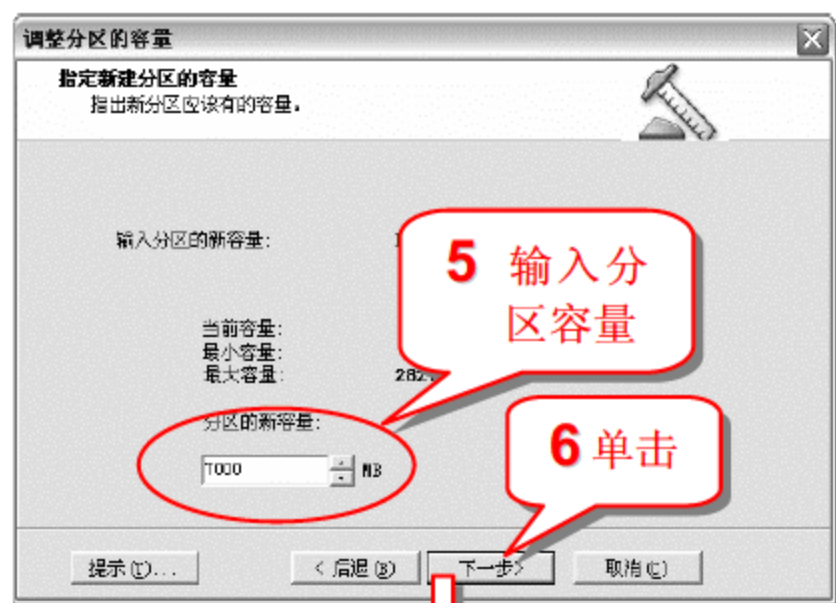 调整分区的容量
指定新建分区的容量
指出新分区应该有的容量。
输入分区的新容量:
5 输入分
区容量
当前容量:
最小容量:
最大容量:
分区的新容量:
7000 MB
6 单击
提示(T)...
< 后退(B)
下一步>
取消(C)